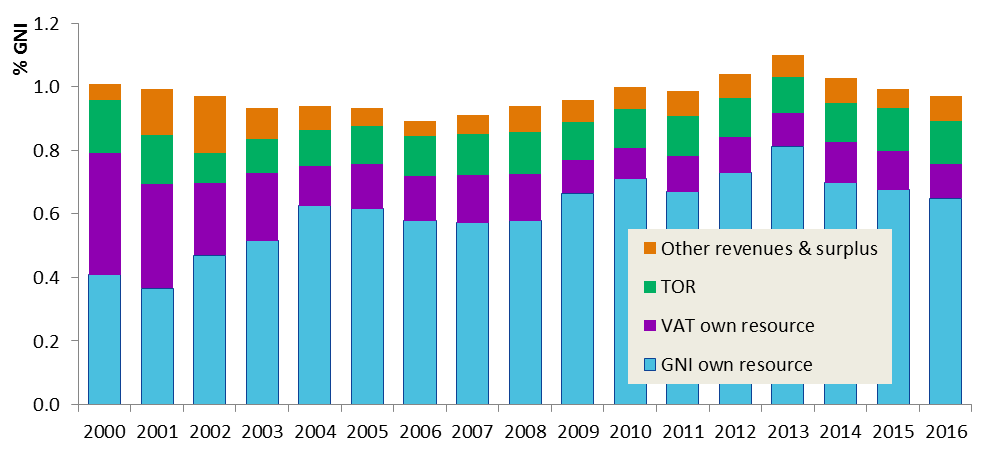 % GNI
1.2
1.0
0.8
0.6
0.4
0.2
0.0
Other revenues & surplus
TOR
VAT own resource
GNI own resource
2000 2001 2002 2003 2004 2005 2006 2007 2008 2009 2010 2011 2012 2013 2014 2015 2016